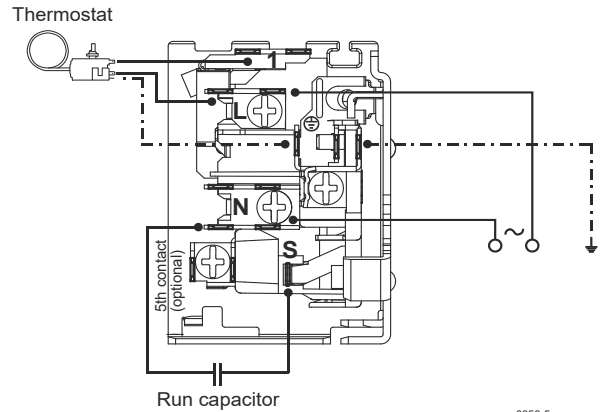 Thermostat
1
L
N
S
~
5th contact
(optional)
Run capacitor